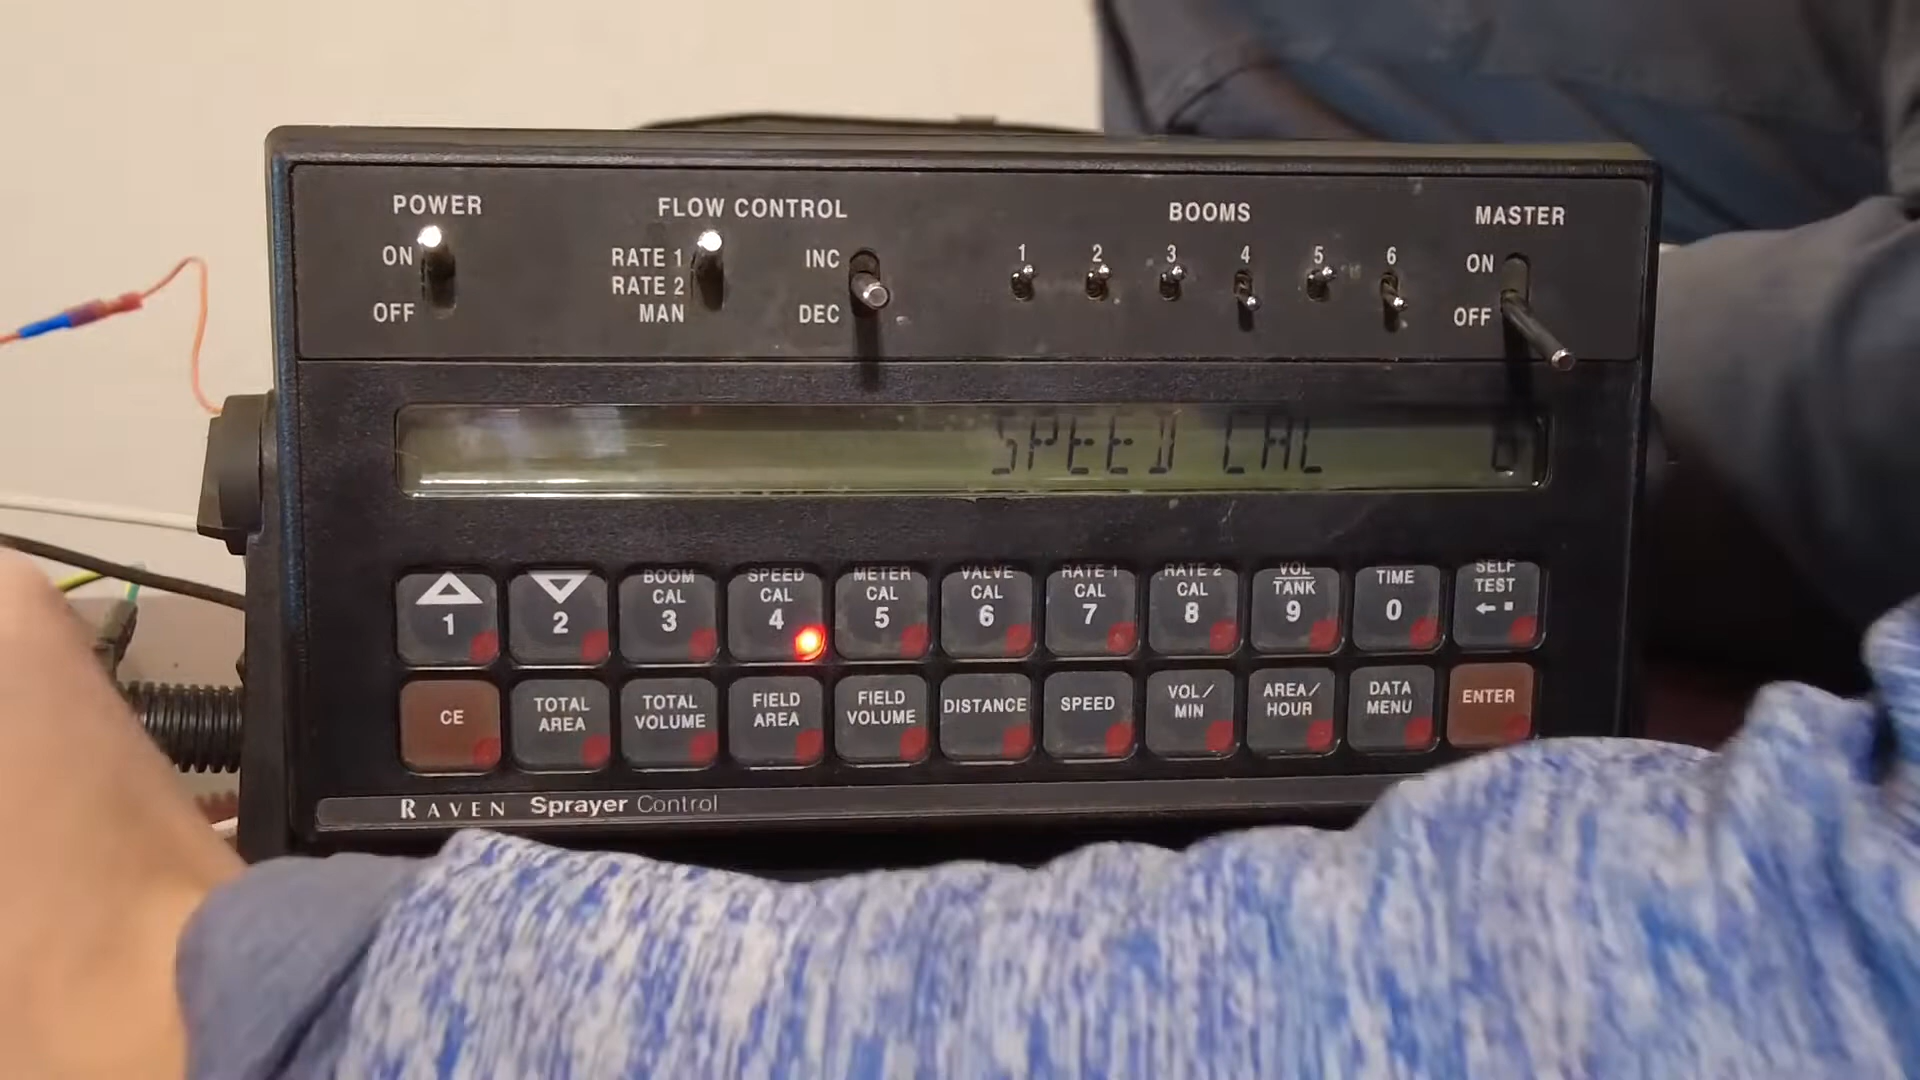 POWER
ON
OFF
FLOW CONTROL
RATE 1
RATE 2
MAN
INC
DEC
BOOMS
1 2 3 4 5 6
MASTER
ON
OFF
SPEED CAL 6
1
2
BOOM CAL 3
SPEED CAL 4
METER CAL 5
VALVE CAL 6
RATE 1 CAL 7
RATE 2 CAL 8
VOL TANK 9
TIME 0
SELF TEST
CE
TOTAL AREA
TOTAL VOLUME
FIELD AREA
FIELD VOLUME
DISTANCE
SPEED
VOL/ MIN
AREA/ HOUR
DATA MENU
ENTER
RAVEN Sprayer Control